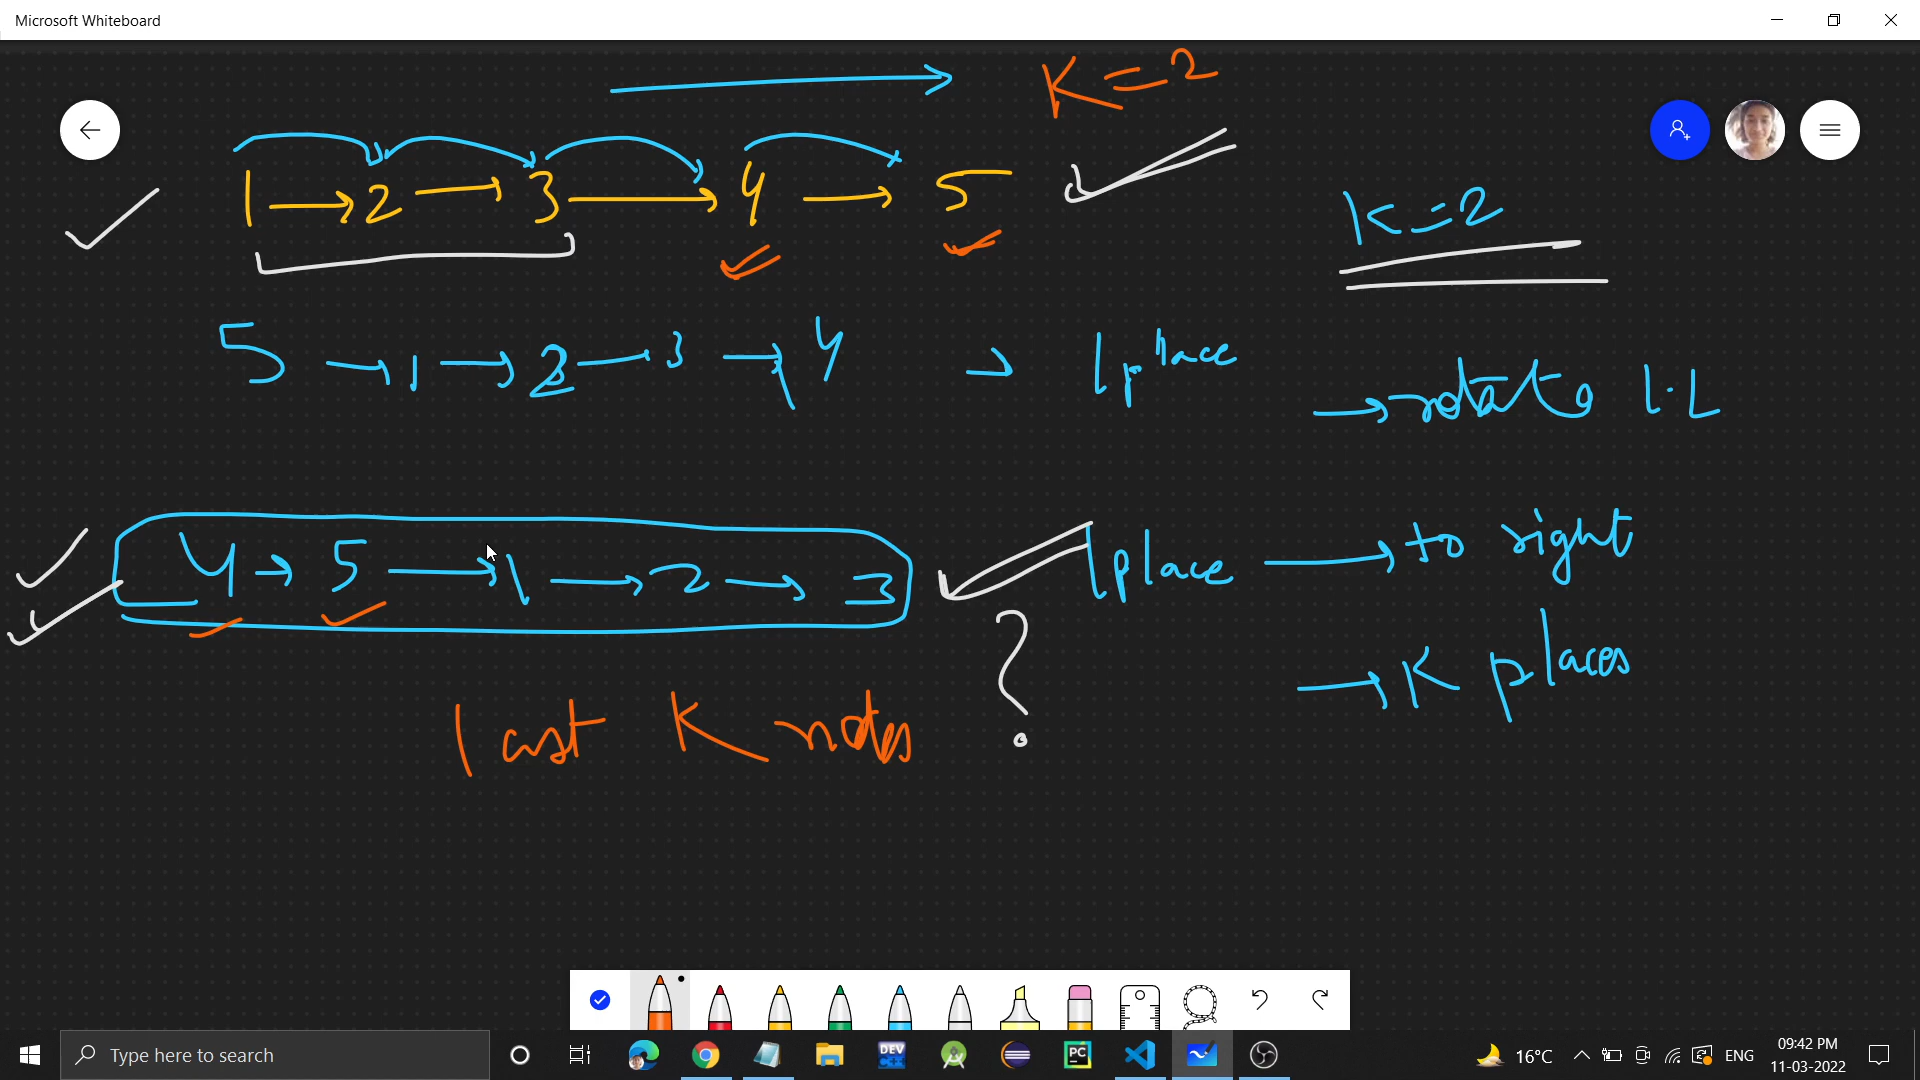 Microsoft Whiteboard
K = 2
1 → 2 → 3 → 4 → 5
K = 2
5 → 1 → 2 → 3 → 4 → 1 place
→ rotate L.L
4 → 5 → 1 → 2 → 3
1 place → to right
?
→ K places
last K nodes
Type here to search
DEV C++
PC
16°C
ENG
09:42 PM
11-03-2022